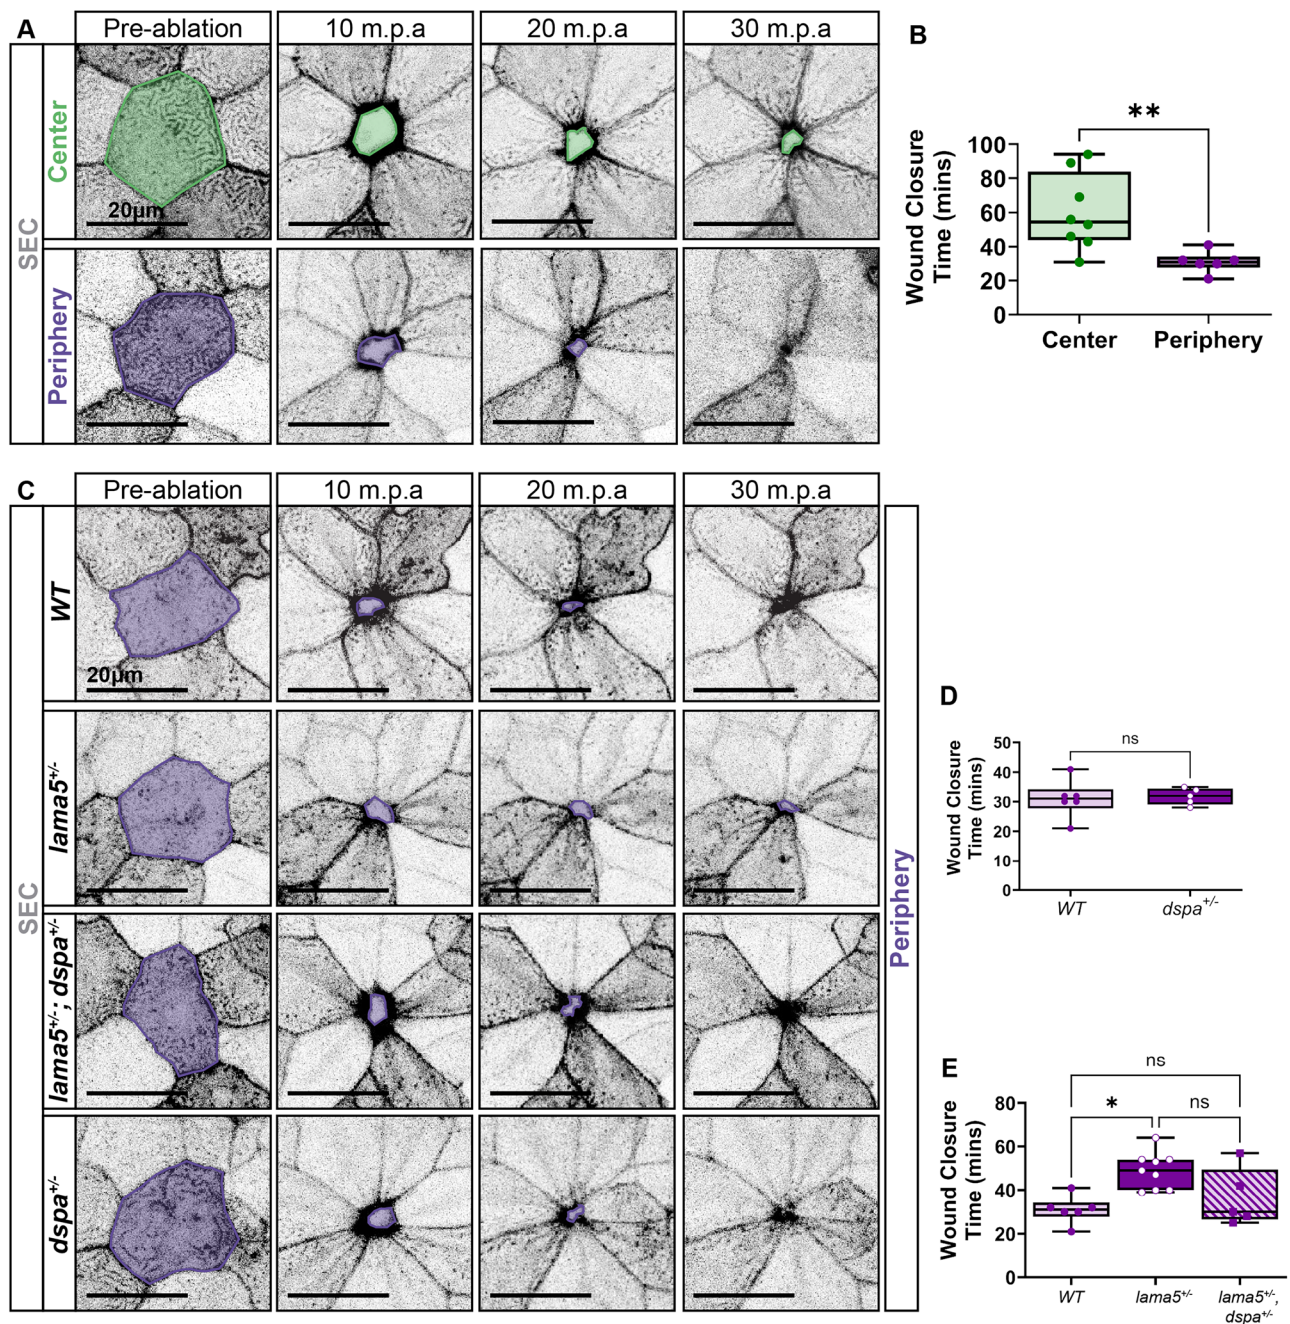 A
Pre-ablation
10 m.p.a
20 m.p.a
30 m.p.a
SEC
Center
20μm
Periphery
B
**
Wound Closure
Time (mins)
100
80
60
40
20
0
Center
Periphery
C
Pre-ablation
10 m.p.a
20 m.p.a
30 m.p.a
SEC
WT
20μm
lama5+/-
lama5+/-; dspa+/-
dspa+/-
Periphery
D
ns
Wound Closure
Time (mins)
50
40
30
20
10
0
WT
dspa+/-
E
ns
*
ns
Wound Closure
Time (mins)
80
60
40
20
0
WT
lama5+/-
lama5+/-,
dspa+/-